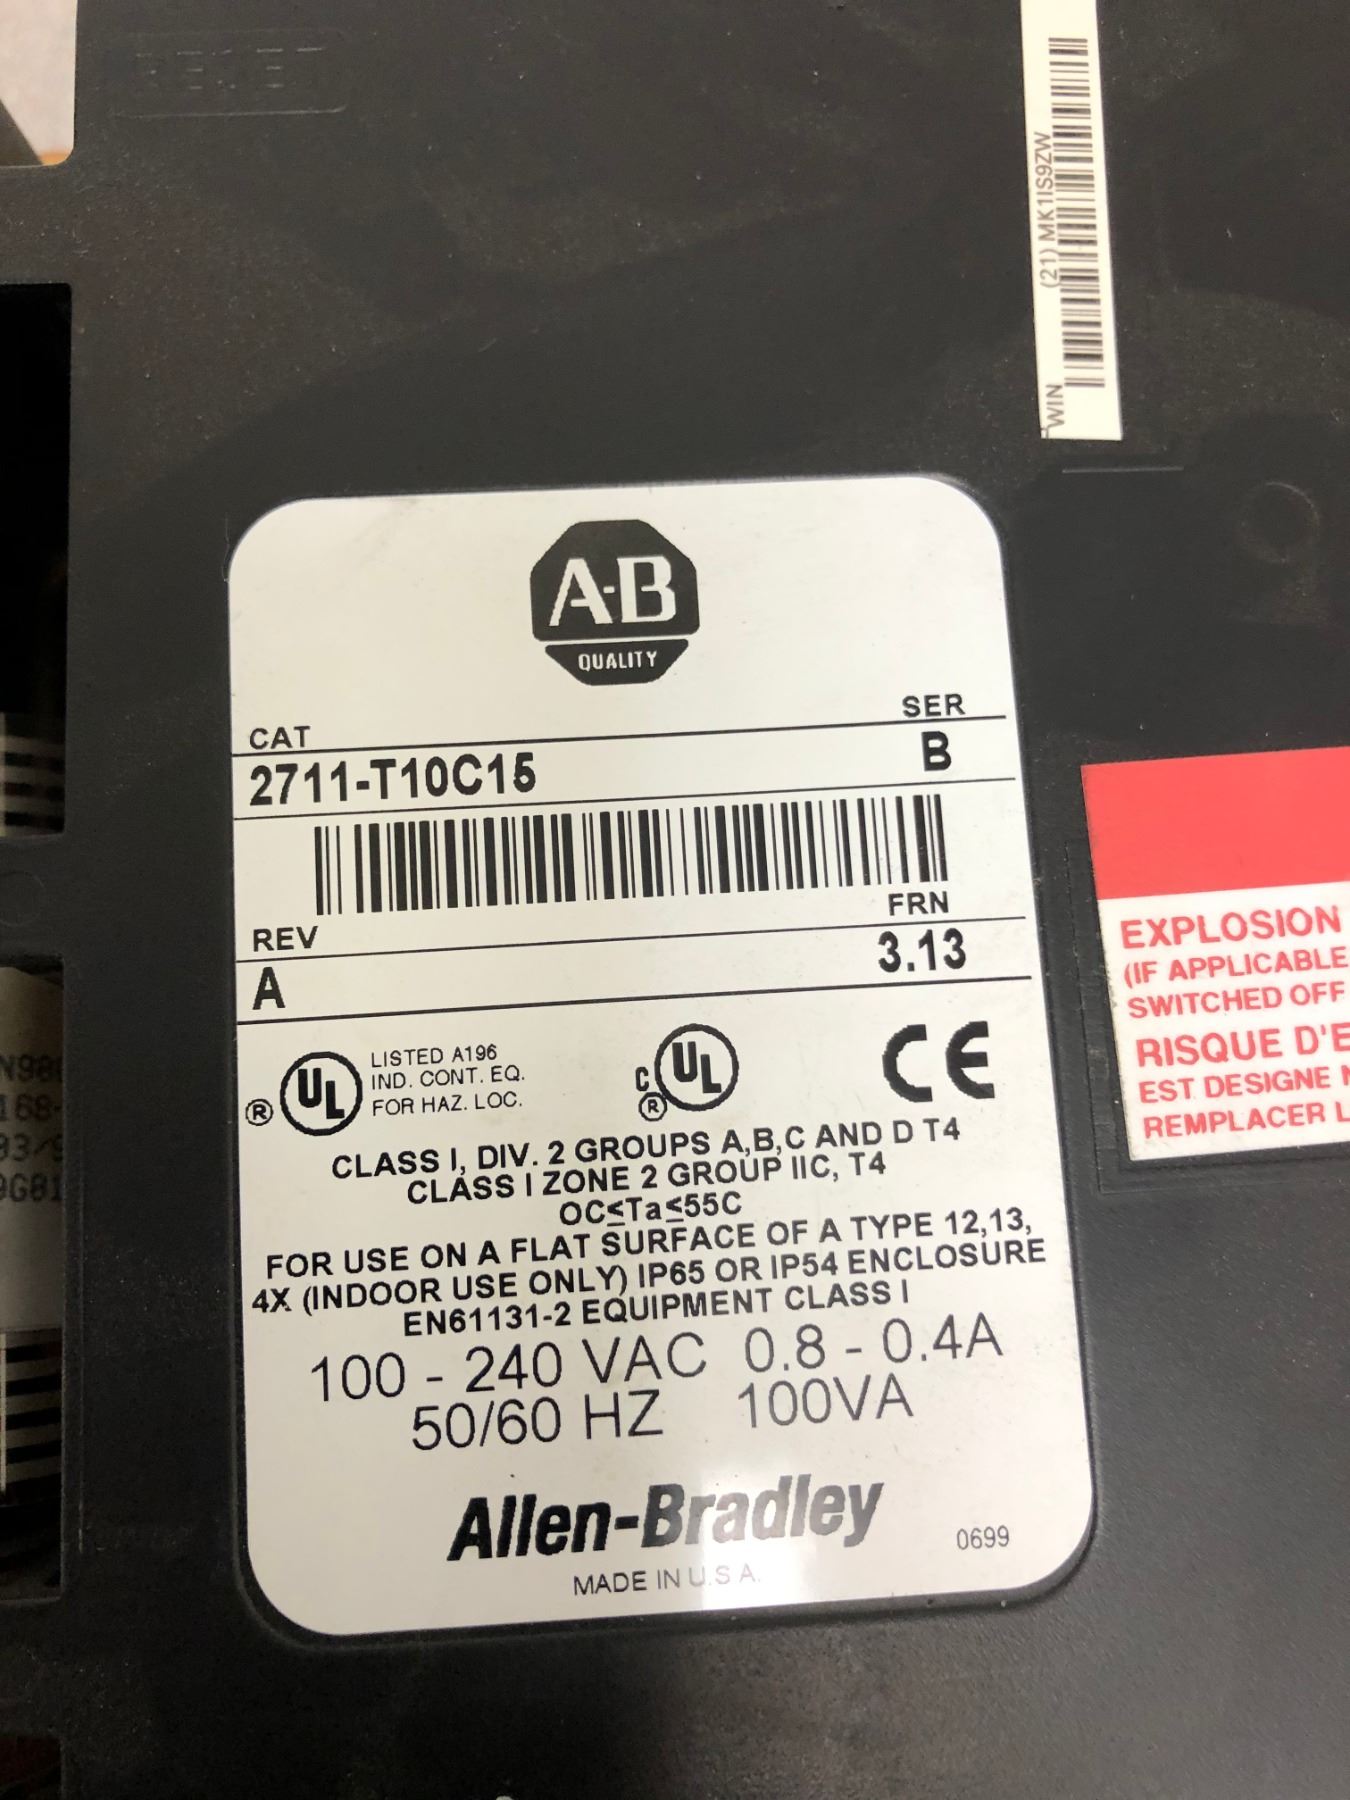 RESET
(21) MK1IS9ZW
WIN
A-B
QUALITY
CAT
SER
2711-T10C15
B
REV
FRN
A
3.13
® UL
LISTED A196
IND. CONT. EQ.
FOR HAZ. LOC.
C UL ®
CE
CLASS I, DIV. 2 GROUPS A,B,C AND D T4
CLASS I ZONE 2 GROUP IIC, T4
OC≤Ta≤55C
FOR USE ON A FLAT SURFACE OF A TYPE 12,13,
4X (INDOOR USE ONLY) IP65 OR IP54 ENCLOSURE
EN61131-2 EQUIPMENT CLASS I
100 - 240 VAC 0.8 - 0.4A
50/60 HZ 100VA
Allen-Bradley
0699
MADE IN U.S.A.
EXPLOSION
(IF APPLICABLE
SWITCHED OFF
RISQUE D'E
EST DESIGNE
REMPLACER L